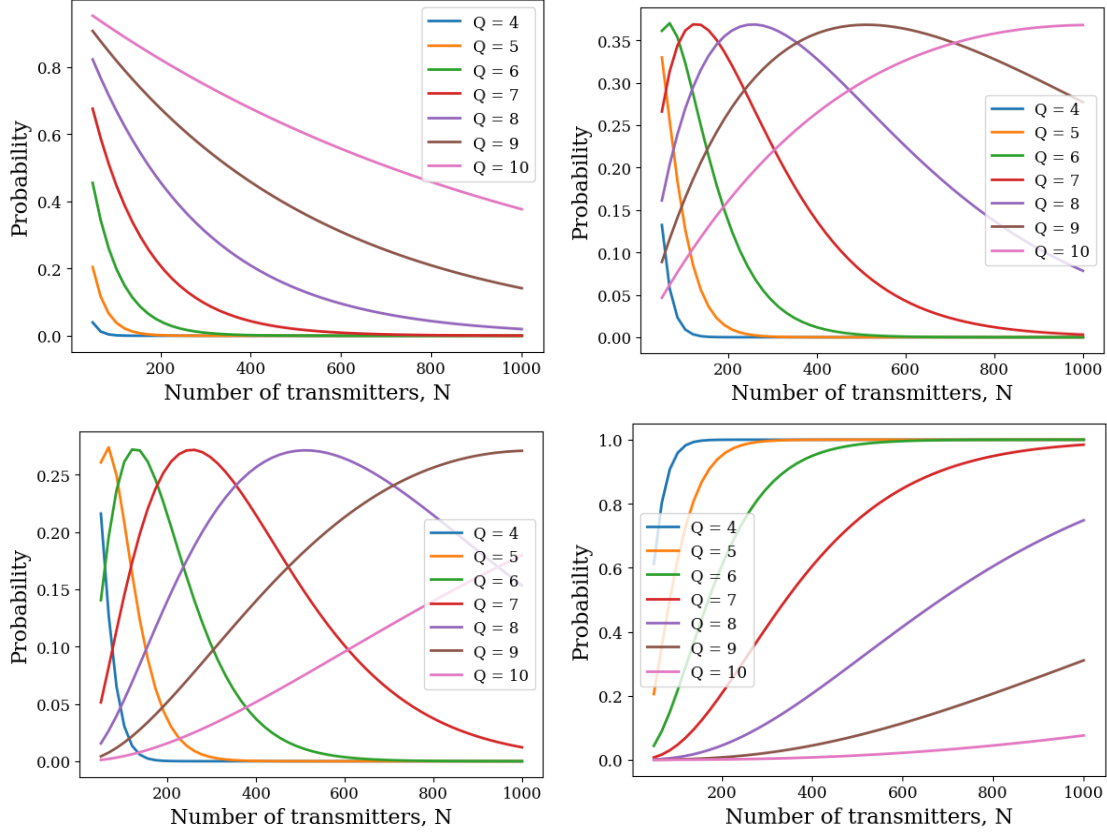 0.8
0.6
0.4
0.2
0.0
Probability
200 400 600 800 1000
Number of transmitters, N
Q = 4
Q = 5
Q = 6
Q = 7
Q = 8
Q = 9
Q = 10
0.35
0.30
0.25
0.20
0.15
0.10
0.05
0.00
Probability
200 400 600 800 1000
Number of transmitters, N
Q = 4
Q = 5
Q = 6
Q = 7
Q = 8
Q = 9
Q = 10
0.25
0.20
0.15
0.10
0.05
0.00
Probability
200 400 600 800 1000
Number of transmitters, N
Q = 4
Q = 5
Q = 6
Q = 7
Q = 8
Q = 9
Q = 10
1.0
0.8
0.6
0.4
0.2
0.0
Probability
200 400 600 800 1000
Number of transmitters, N
Q = 4
Q = 5
Q = 6
Q = 7
Q = 8
Q = 9
Q = 10